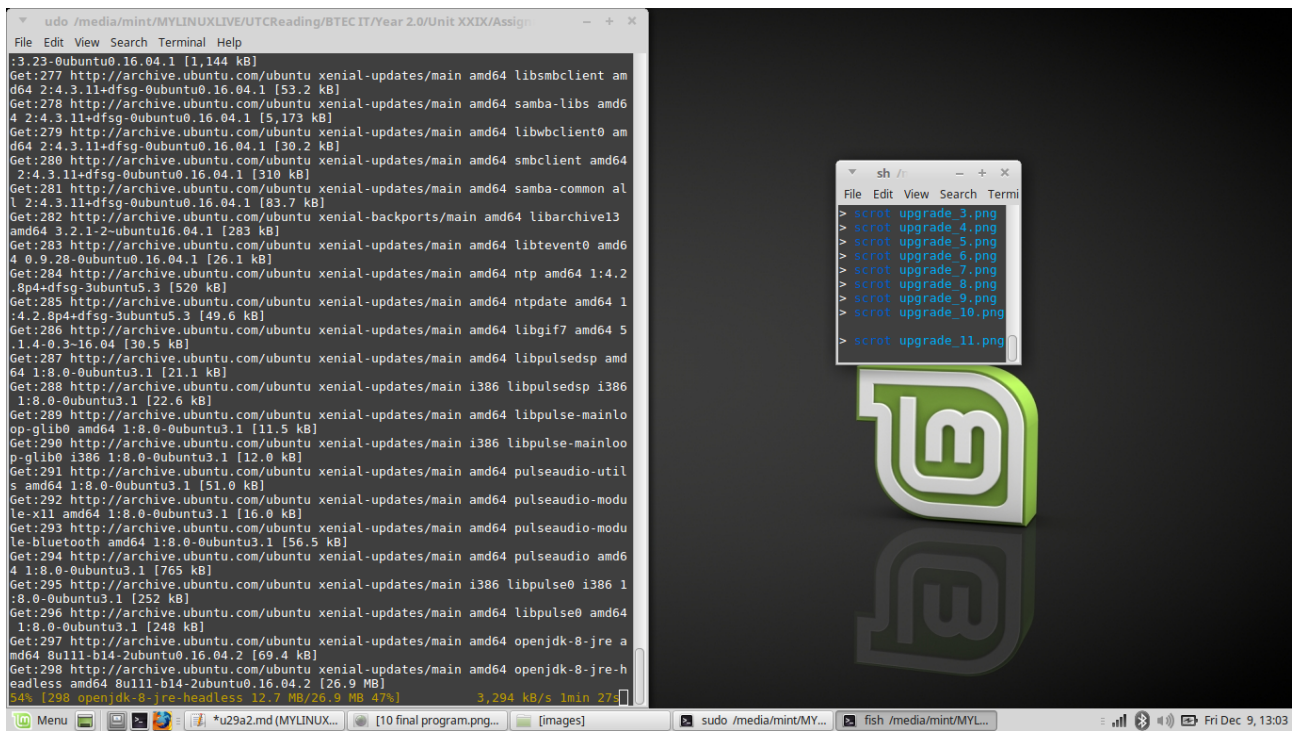 udo /media/mint/MYLINUXLIVE/UTCReading/BTEC IT/Year 2.0/Unit XXIX/Assign
File Edit View Search Terminal Help
:3.23-0ubuntu0.16.04.1 [1,144 kB]
Get:277 http://archive.ubuntu.com/ubuntu xenial-updates/main amd64 libsmbclient am
d64 2:4.3.11+dfsg-0ubuntu0.16.04.1 [53.2 kB]
Get:278 http://archive.ubuntu.com/ubuntu xenial-updates/main amd64 samba-libs amd6
4 2:4.3.11+dfsg-0ubuntu0.16.04.1 [5,173 kB]
Get:279 http://archive.ubuntu.com/ubuntu xenial-updates/main amd64 libwbclient0 am
d64 2:4.3.11+dfsg-0ubuntu0.16.04.1 [30.2 kB]
Get:280 http://archive.ubuntu.com/ubuntu xenial-updates/main amd64 smbclient amd64
 2:4.3.11+dfsg-0ubuntu0.16.04.1 [310 kB]
Get:281 http://archive.ubuntu.com/ubuntu xenial-updates/main amd64 samba-common al
l 2:4.3.11+dfsg-0ubuntu0.16.04.1 [83.7 kB]
Get:282 http://archive.ubuntu.com/ubuntu xenial-backports/main amd64 libarchive13
amd64 3.2.1-2~ubuntu16.04.1 [283 kB]
Get:283 http://archive.ubuntu.com/ubuntu xenial-updates/main amd64 libtevent0 amd6
4 0.9.28-0ubuntu0.16.04.1 [26.1 kB]
Get:284 http://archive.ubuntu.com/ubuntu xenial-updates/main amd64 ntp amd64 1:4.2
.8p4+dfsg-3ubuntu5.3 [520 kB]
Get:285 http://archive.ubuntu.com/ubuntu xenial-updates/main amd64 ntpdate amd64 1
:4.2.8p4+dfsg-3ubuntu5.3 [49.6 kB]
Get:286 http://archive.ubuntu.com/ubuntu xenial-updates/main amd64 libgif7 amd64 5
.1.4-0.3~16.04 [30.5 kB]
Get:287 http://archive.ubuntu.com/ubuntu xenial-updates/main amd64 libpulsedsp amd
64 1:8.0-0ubuntu3.1 [21.1 kB]
Get:288 http://archive.ubuntu.com/ubuntu xenial-updates/main i386 libpulsedsp i386
 1:8.0-0ubuntu3.1 [22.6 kB]
Get:289 http://archive.ubuntu.com/ubuntu xenial-updates/main amd64 libpulse-mainlo
op-glib0 amd64 1:8.0-0ubuntu3.1 [11.5 kB]
Get:290 http://archive.ubuntu.com/ubuntu xenial-updates/main i386 libpulse-mainloo
p-glib0 i386 1:8.0-0ubuntu3.1 [12.0 kB]
Get:291 http://archive.ubuntu.com/ubuntu xenial-updates/main amd64 pulseaudio-util
s amd64 1:8.0-0ubuntu3.1 [51.0 kB]
Get:292 http://archive.ubuntu.com/ubuntu xenial-updates/main amd64 pulseaudio-modu
le-x11 amd64 1:8.0-0ubuntu3.1 [16.0 kB]
Get:293 http://archive.ubuntu.com/ubuntu xenial-updates/main amd64 pulseaudio-modu
le-bluetooth amd64 1:8.0-0ubuntu3.1 [56.5 kB]
Get:294 http://archive.ubuntu.com/ubuntu xenial-updates/main amd64 pulseaudio amd6
4 1:8.0-0ubuntu3.1 [765 kB]
Get:295 http://archive.ubuntu.com/ubuntu xenial-updates/main i386 libpulse0 i386 1
:8.0-0ubuntu3.1 [252 kB]
Get:296 http://archive.ubuntu.com/ubuntu xenial-updates/main amd64 libpulse0 amd64
 1:8.0-0ubuntu3.1 [248 kB]
Get:297 http://archive.ubuntu.com/ubuntu xenial-updates/main amd64 openjdk-8-jre a
md64 8u111-b14-2ubuntu0.16.04.2 [69.4 kB]
Get:298 http://archive.ubuntu.com/ubuntu xenial-updates/main amd64 openjdk-8-jre-h
eadless amd64 8u111-b14-2ubuntu0.16.04.2 [26.9 MB]
54% [298 openjdk-8-jre-headless 12.7 MB/26.9 MB 47%] 3,294 kB/s 1min 27s
sh /
File Edit View Search Termi
> scrot upgrade_3.png
> scrot upgrade_4.png
> scrot upgrade_5.png
> scrot upgrade_6.png
> scrot upgrade_7.png
> scrot upgrade_8.png
> scrot upgrade_9.png
> scrot upgrade_10.png
> scrot upgrade_11.png
Menu *u29a2.md (MYLINUX... [10 final program.png... [images] sudo /media/mint/MY... fish /media/mint/MYL... Fri Dec 9, 13:03